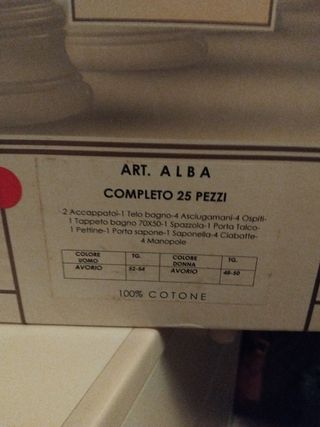 ART. ALBA
COMPLETO 25 PEZZI
-2 Accappatoi-1 Telo bagno-4 Asciugamani-4 Ospiti-
1 Tappeto bagno 70X50-1 Spazzola-1 Porta Talco-
1 Pettine-1 Porta sapone-1 Saponella-4 Ciabatte-
4 Manopole
COLORE UOMO TG. COLORE DONNA TG.
AVORIO 52-54 AVORIO 48-50
100% COTONE